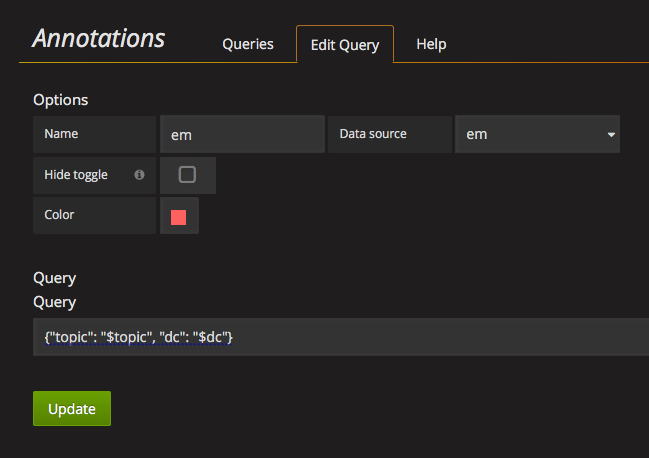 Annotations Queries Edit Query Help
Options
Name em Data source em
Hide toggle
Color
Query
Query
{"topic": "$topic", "dc": "$dc"}
Update